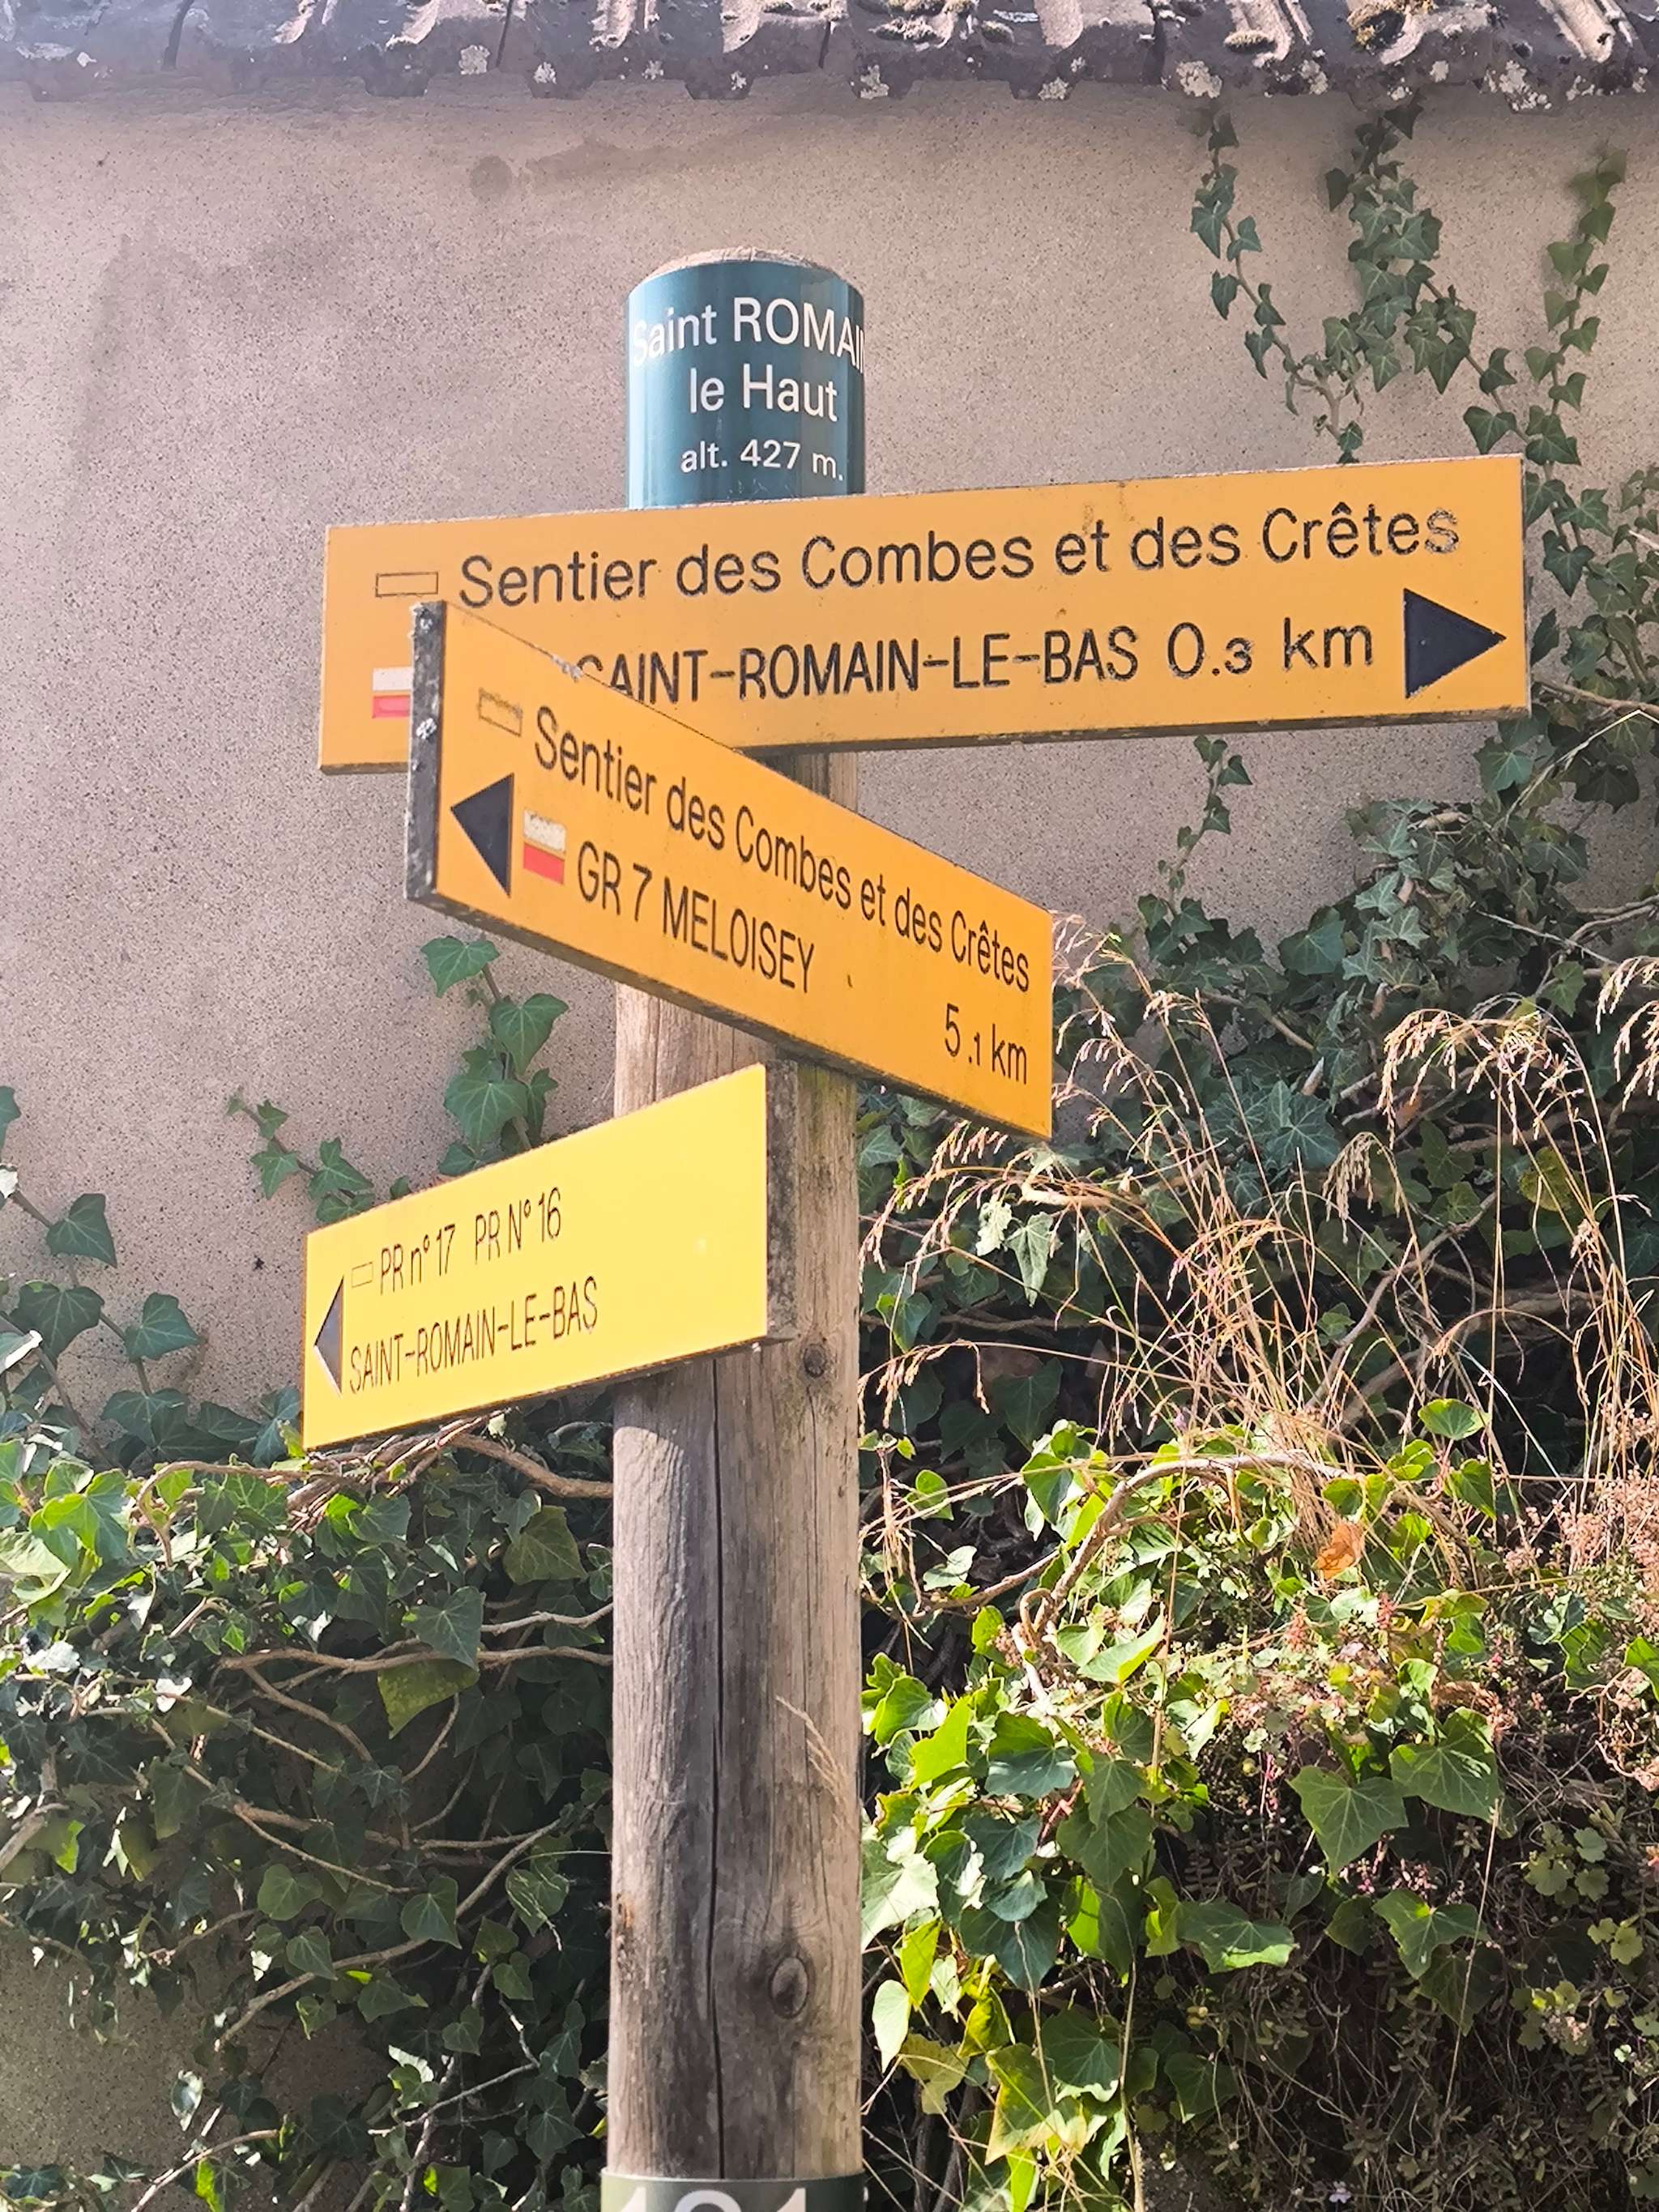 Saint ROMAI
le Haut
alt. 427 m.
Sentier des Combes et des Crêtes
SAINT-ROMAIN-LE-BAS 0.3 km
Sentier des Combes et des Crêtes
GR 7 MELOISEY
5.1 km
PR n° 17 PR N° 16
SAINT-ROMAIN-LE-BAS